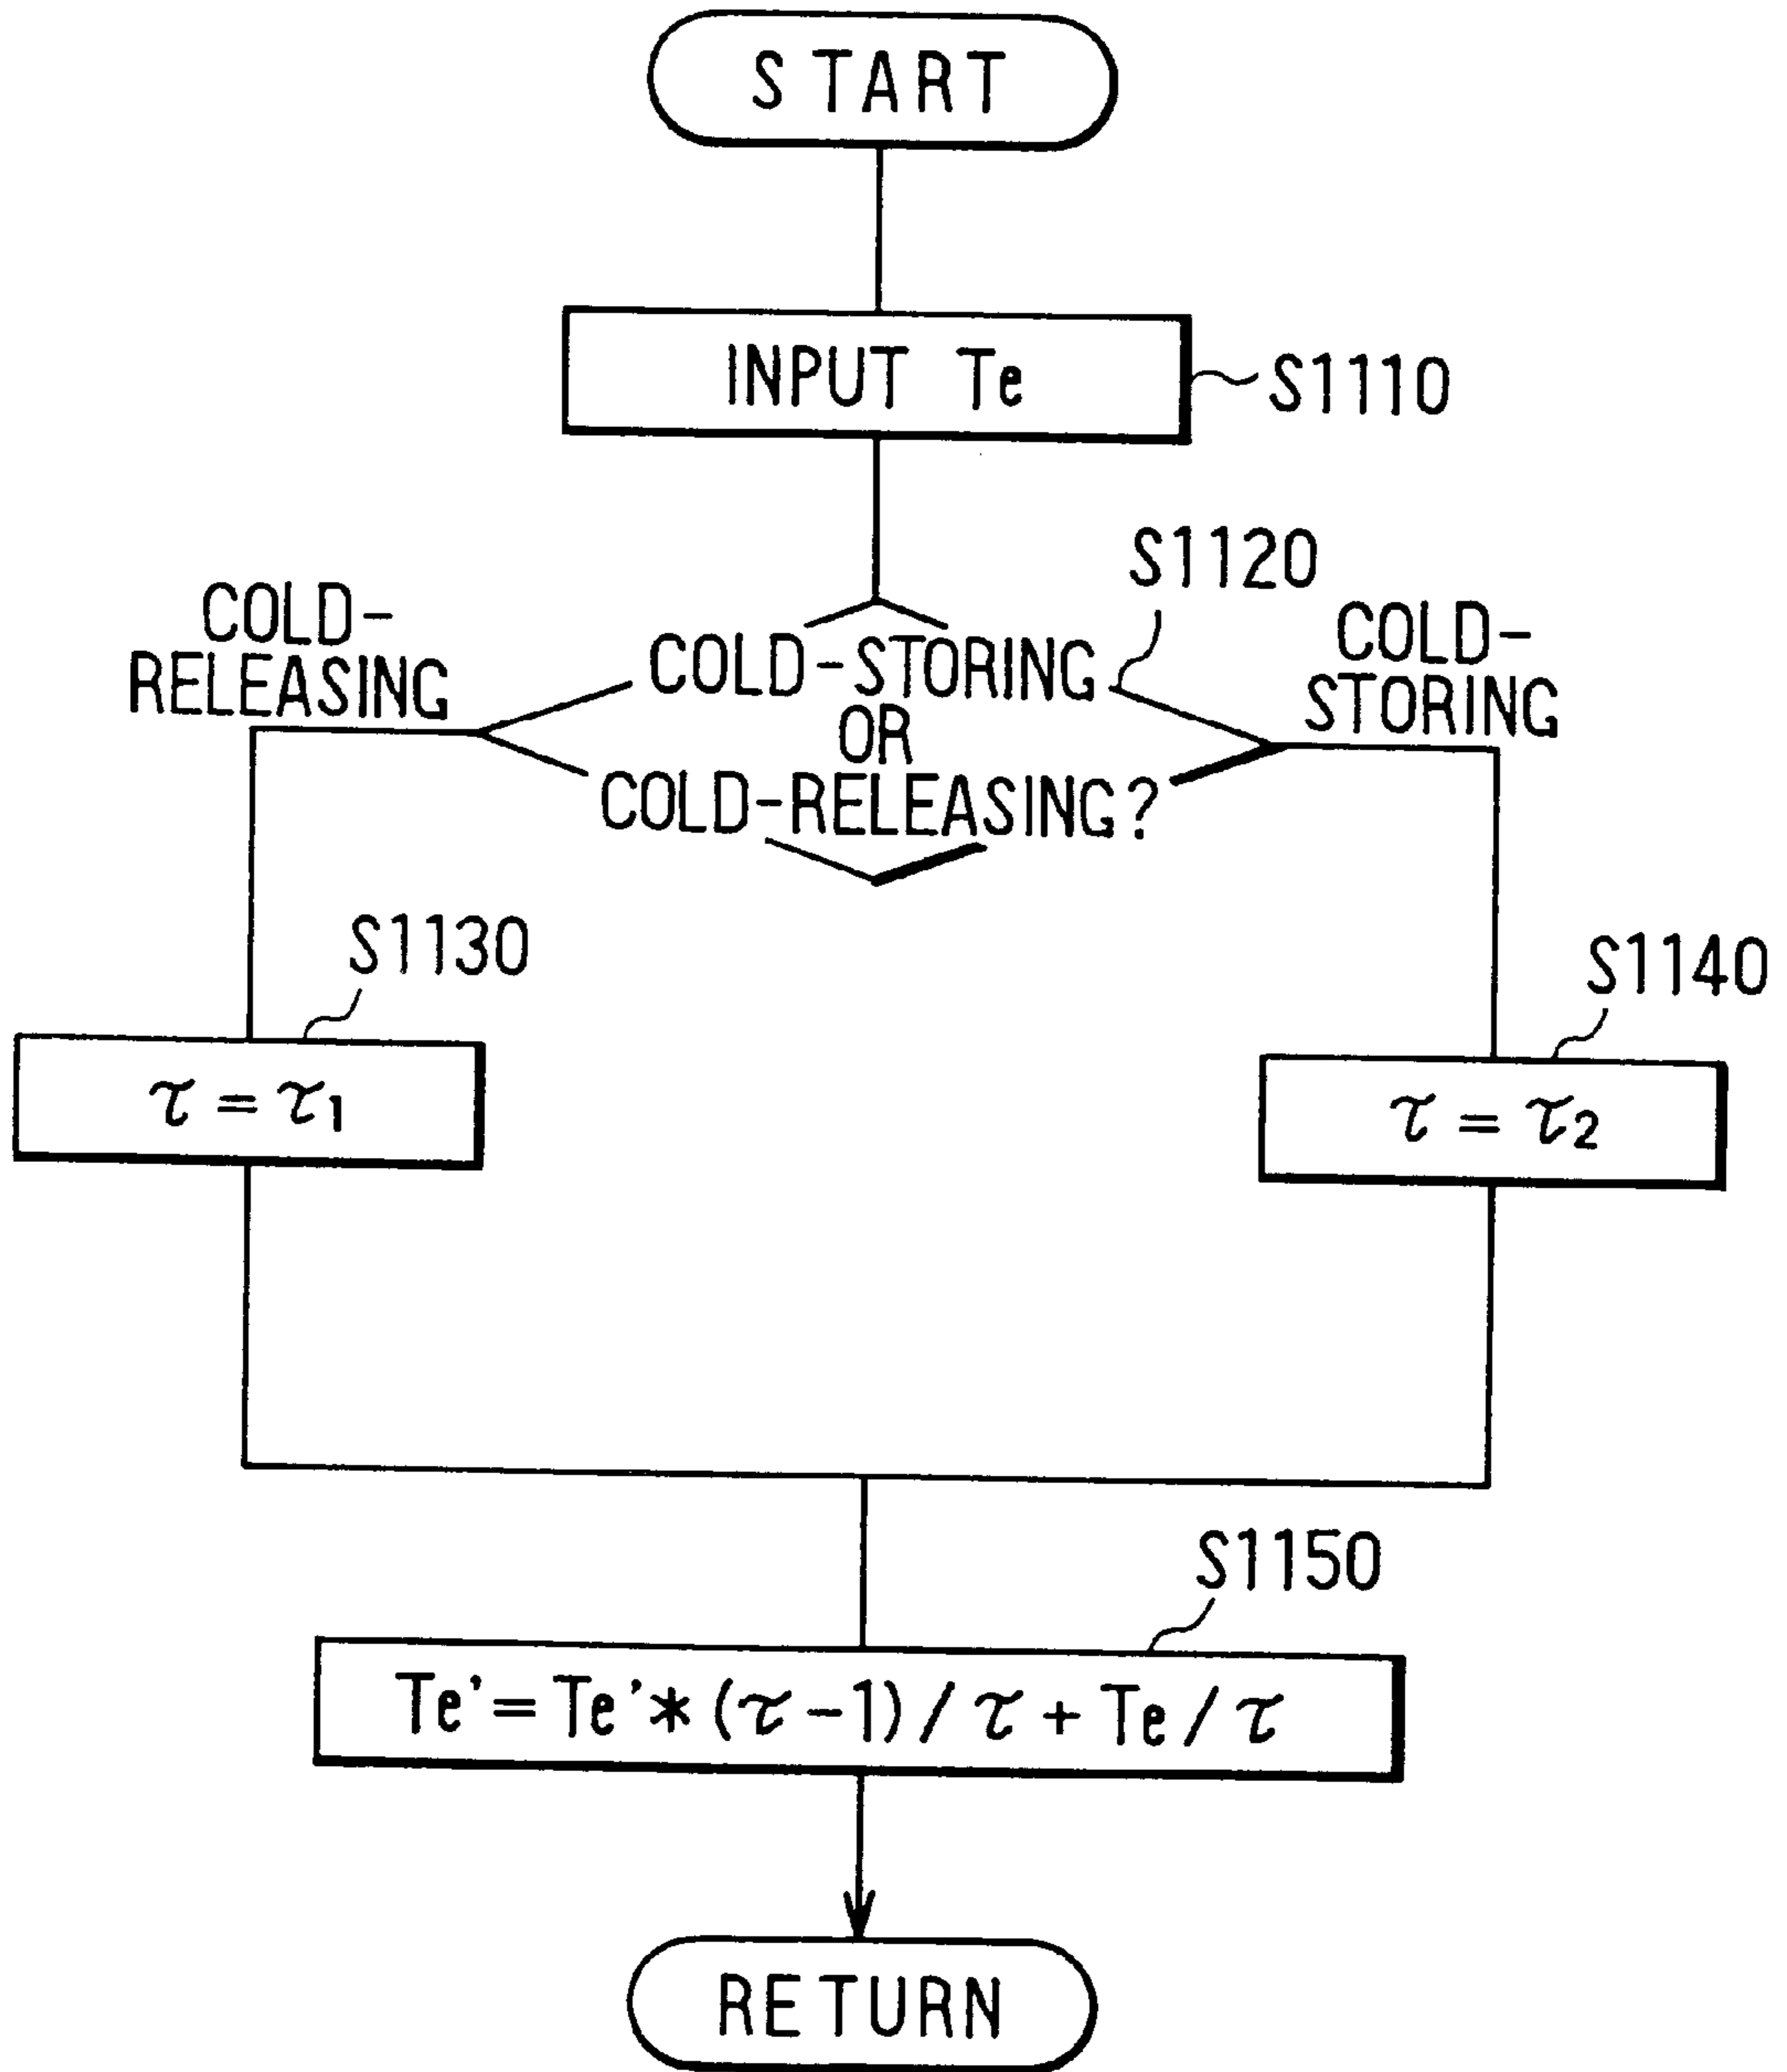 START
INPUT Te
S1110
S1120
COLD-
RELEASING
COLD-STORING
OR
COLD-RELEASING?
COLD-
STORING
S1130
τ = τ1
S1140
τ = τ2
S1150
Te' = Te' * (τ - 1) / τ + Te / τ
RETURN